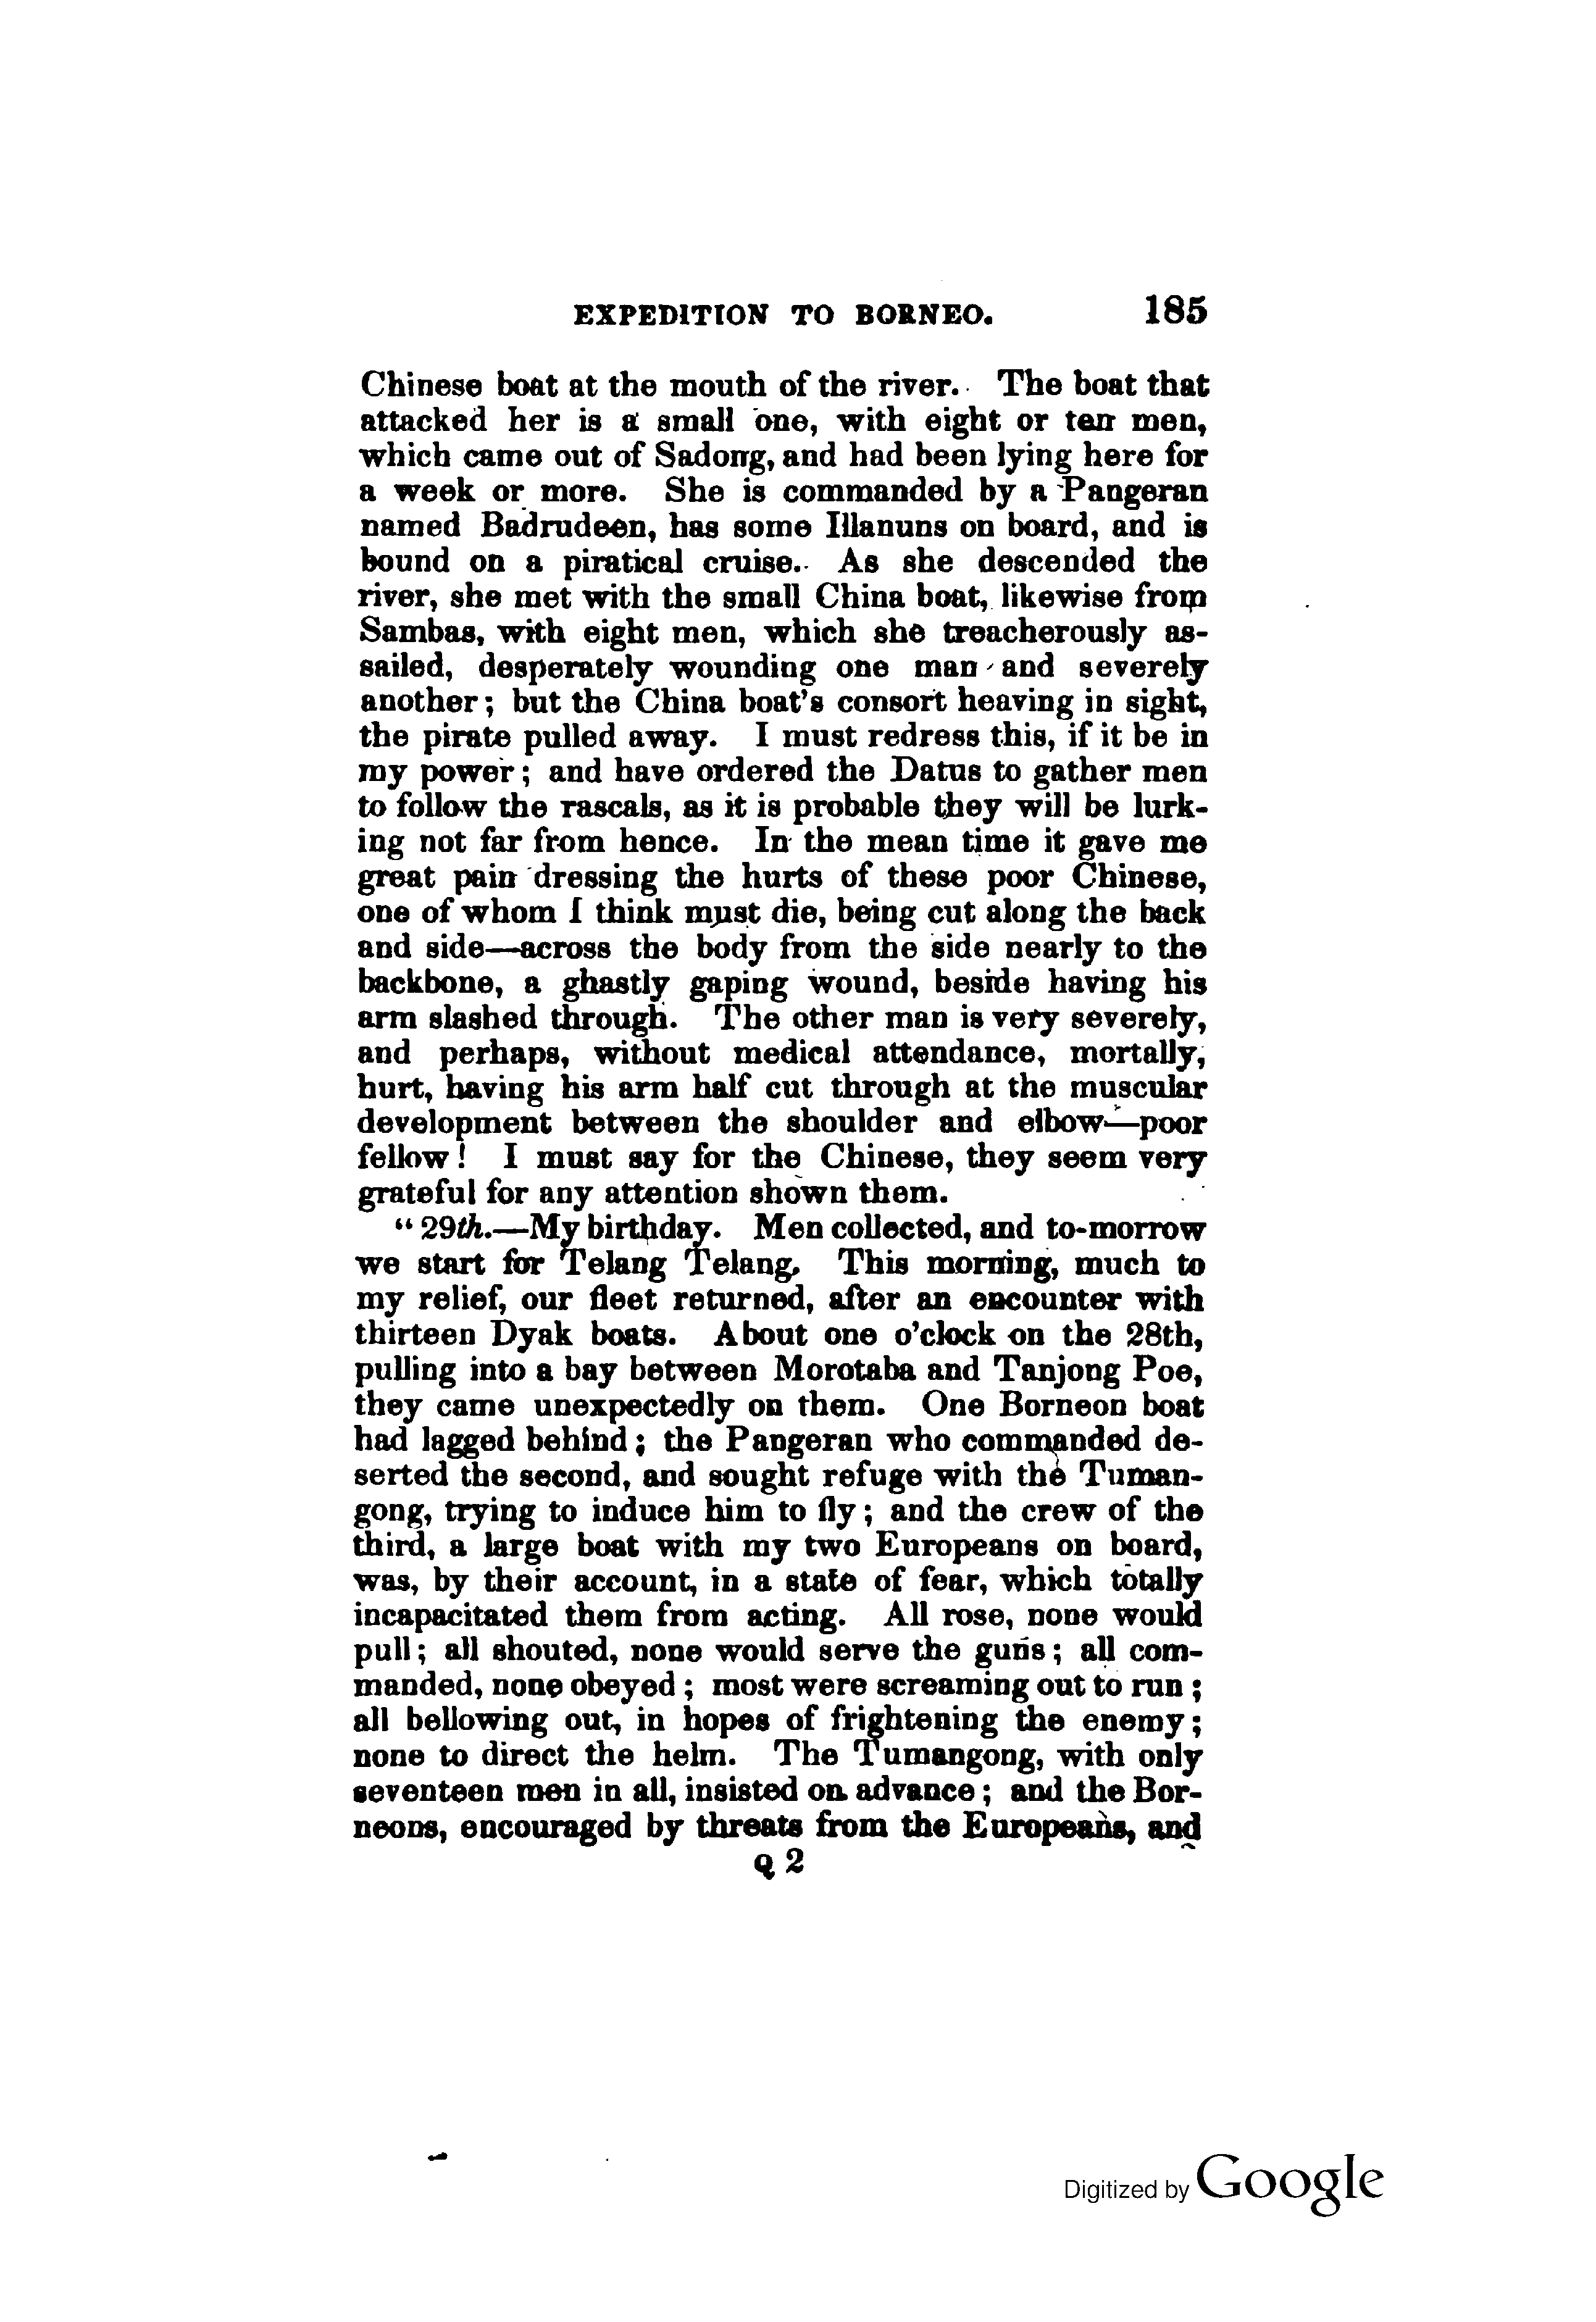 EXPEDITION TO BORNEO. 185
Chinese boat at the mouth of the river. The boat that
attacked her is a small one, with eight or ten men,
which came out of Sadong, and had been lying here for
a week or more. She is commanded by a Pangeran
named Badrudeen, has some Illanuns on board, and is
bound on a piratical cruise. As she descended the
river, she met with the small China boat, likewise from
Sambas, with eight men, which she treacherously as-
sailed, desperately wounding one man and severely
another; but the China boat's consort heaving in sight,
the pirate pulled away. I must redress this, if it be in
my power; and have ordered the Datus to gather men
to follow the rascals, as it is probable they will be lurk-
ing not far from hence. In the mean time it gave me
great pain dressing the hurts of these poor Chinese,
one of whom I think must die, being cut along the back
and side—across the body from the side nearly to the
backbone, a ghastly gaping wound, beside having his
arm slashed through. The other man is very severely,
and perhaps, without medical attendance, mortally,
hurt, having his arm half cut through at the muscular
development between the shoulder and elbow—poor
fellow! I must say for the Chinese, they seem very
grateful for any attention shown them.
“29th.—My birthday. Men collected, and to-morrow
we start for Telang Telang. This morning, much to
my relief, our fleet returned, after an encounter with
thirteen Dyak boats. About one o'clock on the 28th,
pulling into a bay between Morotaba and Tanjong Poe,
they came unexpectedly on them. One Borneon boat
had lagged behind; the Pangeran who commanded de-
serted the second, and sought refuge with the Tuman-
gong, trying to induce him to fly; and the crew of the
third, a large boat with my two Europeans on board,
was, by their account, in a state of fear, which totally
incapacitated them from acting. All rose, none would
pull; all shouted, none would serve the guns; all com-
manded, none obeyed; most were screaming out to run;
all bellowing out, in hopes of frightening the enemy;
none to direct the helm. The Tumangong, with only
seventeen men in all, insisted on advance; and the Bor-
neons, encouraged by threats from the Europeans, and
Q 2
Digitized by Google